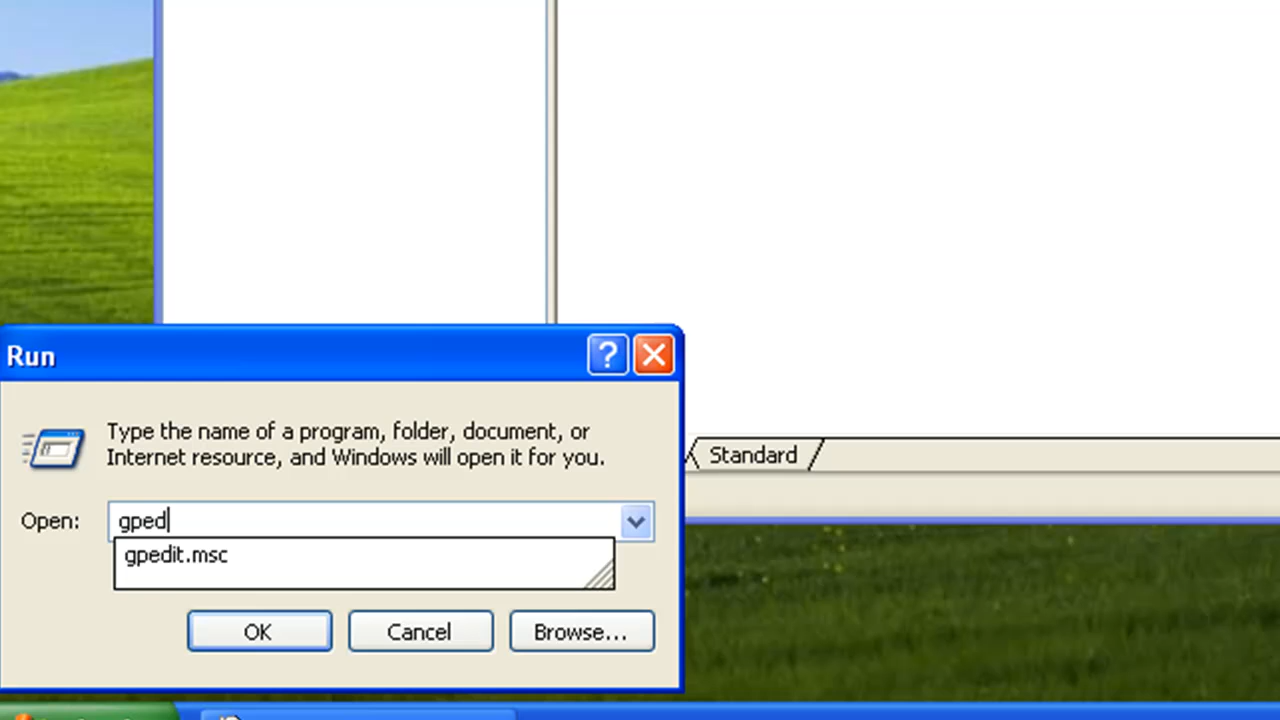 Standard
Run
Type the name of a program, folder, document, or
Internet resource, and Windows will open it for you.
Open:
gped
gpedit.msc
OK
Cancel
Browse...